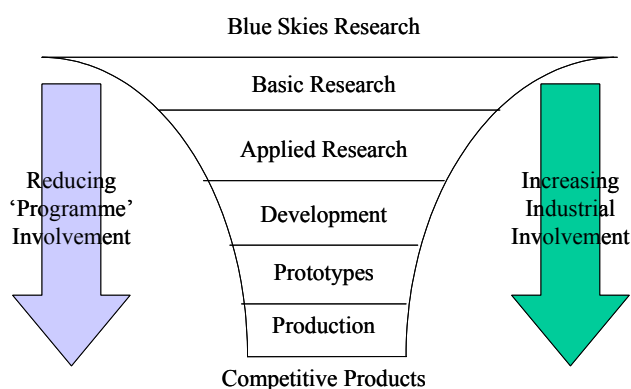 Blue Skies Research
Basic Research
Applied Research
Reducing
‘Programme’
Involvement
Increasing
Industrial
Involvement
Development
Prototypes
Production
Competitive Products